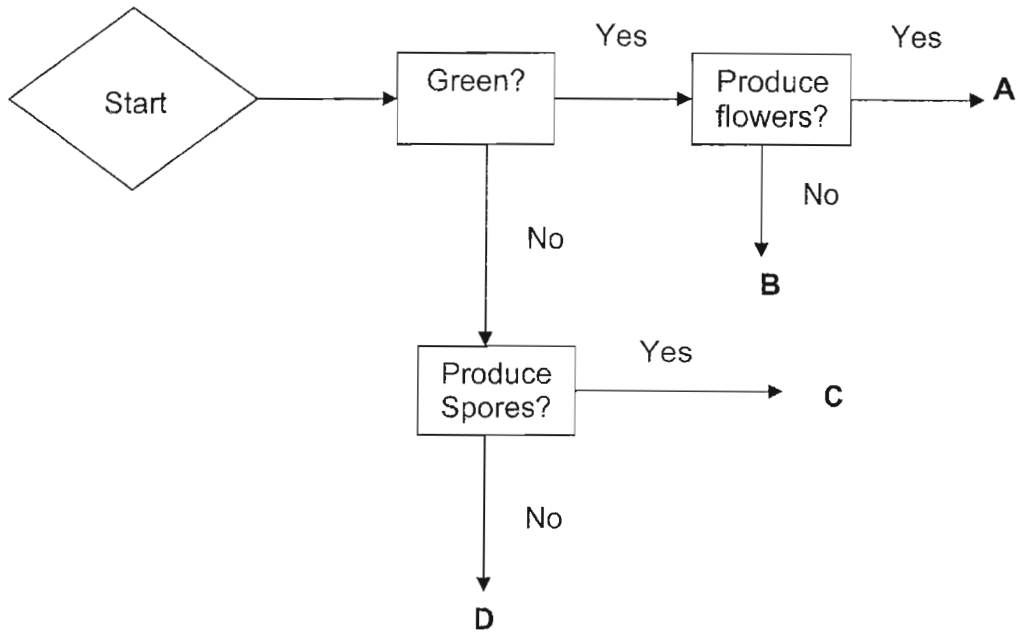 Start
Green?
Yes
Produce
flowers?
Yes
A
No
B
No
Produce
Spores?
Yes
C
No
D